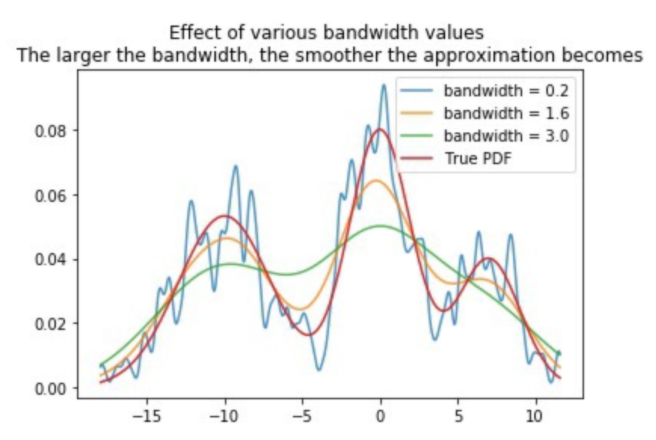 Effect of various bandwidth values
The larger the bandwidth, the smoother the approximation becomes
bandwidth = 0.2
bandwidth = 1.6
bandwidth = 3.0
True PDF
0.08
0.06
0.04
0.02
0.00
−15 −10 −5 0 5 10